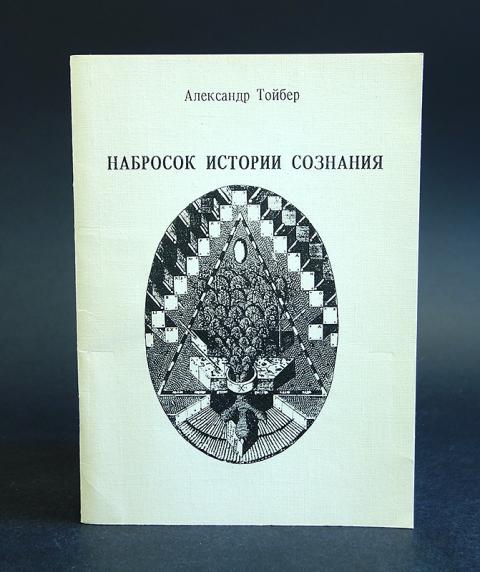 Александр Тойбер
НАБРОСОК ИСТОРИИ СОЗНАНИЯ